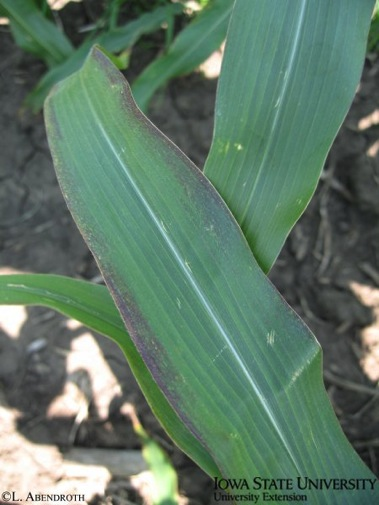 IOWA STATE UNIVERSITY
University Extension
©L. ABENDROTH